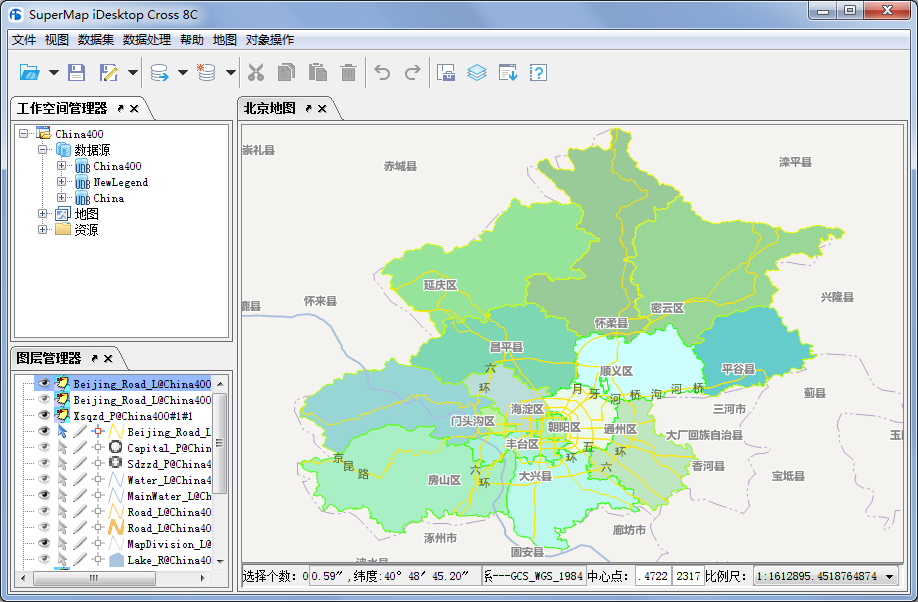 SuperMap iDesktop Cross 8C
文件 视图 数据集 数据处理 帮助 地图 对象操作
工作空间管理器
China400
数据源
China400
NewLegend
China
地图
资源
图层管理器
Beijing_Road_L@China400
Beijing_Road_L@China400
Xsqzd_P@China400#1#1
Beijing_Road_L
Capital_P@Chin
Sdzzd_P@China4
Water_L@China40
MainWater_L@Ch
Road_L@China40
Road_L@China40
MapDivision_L@
Lake_R@China40
北京地图
崇礼县
赤城县
滦平县
延庆区
怀来县
鹿县
密云区
兴隆县
怀柔县
昌平县
六
环
顺义区
平谷县
月牙河桥沟河桥
蓟县
海淀区
三河市
门头沟区
朝阳区
通州区
大厂回族自治县
玉田
丰台区
五
环
环
京昆路
六
环
房山区
大兴县
六
香河县
宝坻县
涿州市
廊坊市
固安县
涞水县
选择个数: 0
0.59″,纬度:40° 48′ 45.20″
系---GCS_WGS_1984
中心点:
.4722
2317
比例尺:
1:1612895.4518764874